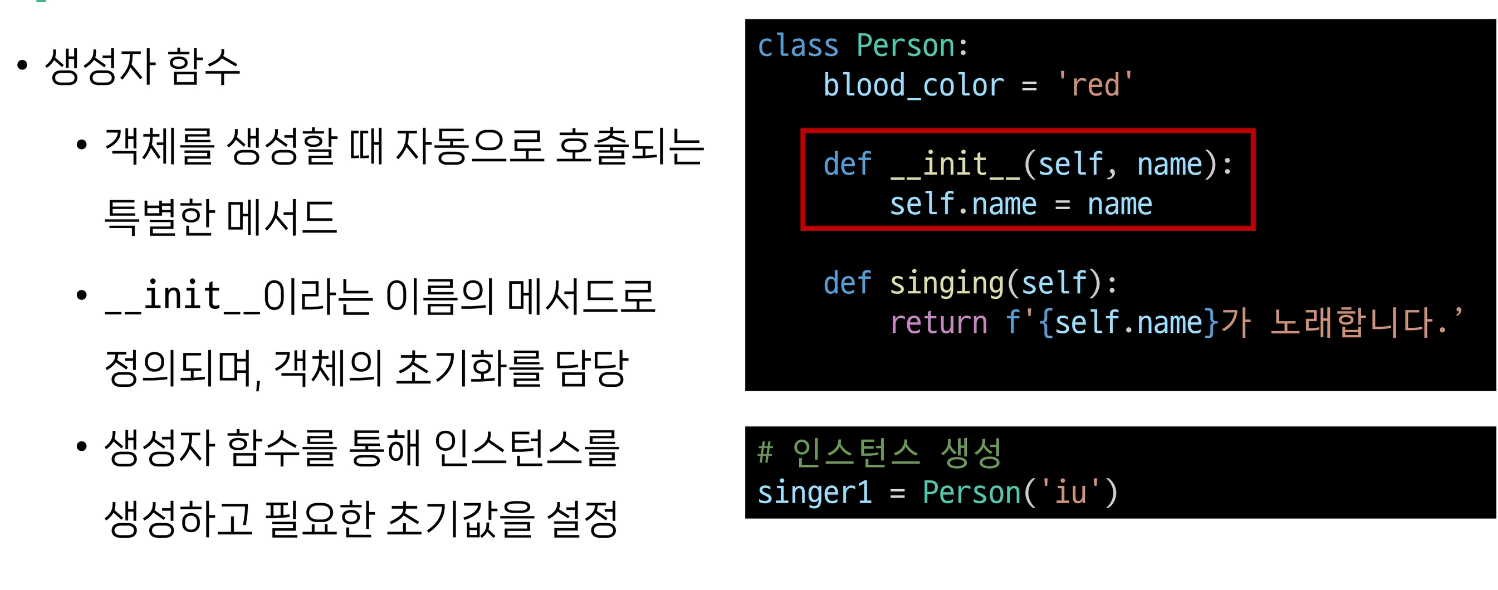 • 생성자 함수
• 객체를 생성할 때 자동으로 호출되는
특별한 메서드
• __init__이라는 이름의 메서드로
정의되며, 객체의 초기화를 담당
• 생성자 함수를 통해 인스턴스를
생성하고 필요한 초기값을 설정
class Person:
    blood_color = 'red'
    def __init__(self, name):
        self.name = name
    def singing(self):
        return f'{self.name}가 노래합니다.’
# 인스턴스 생성
singer1 = Person('iu')